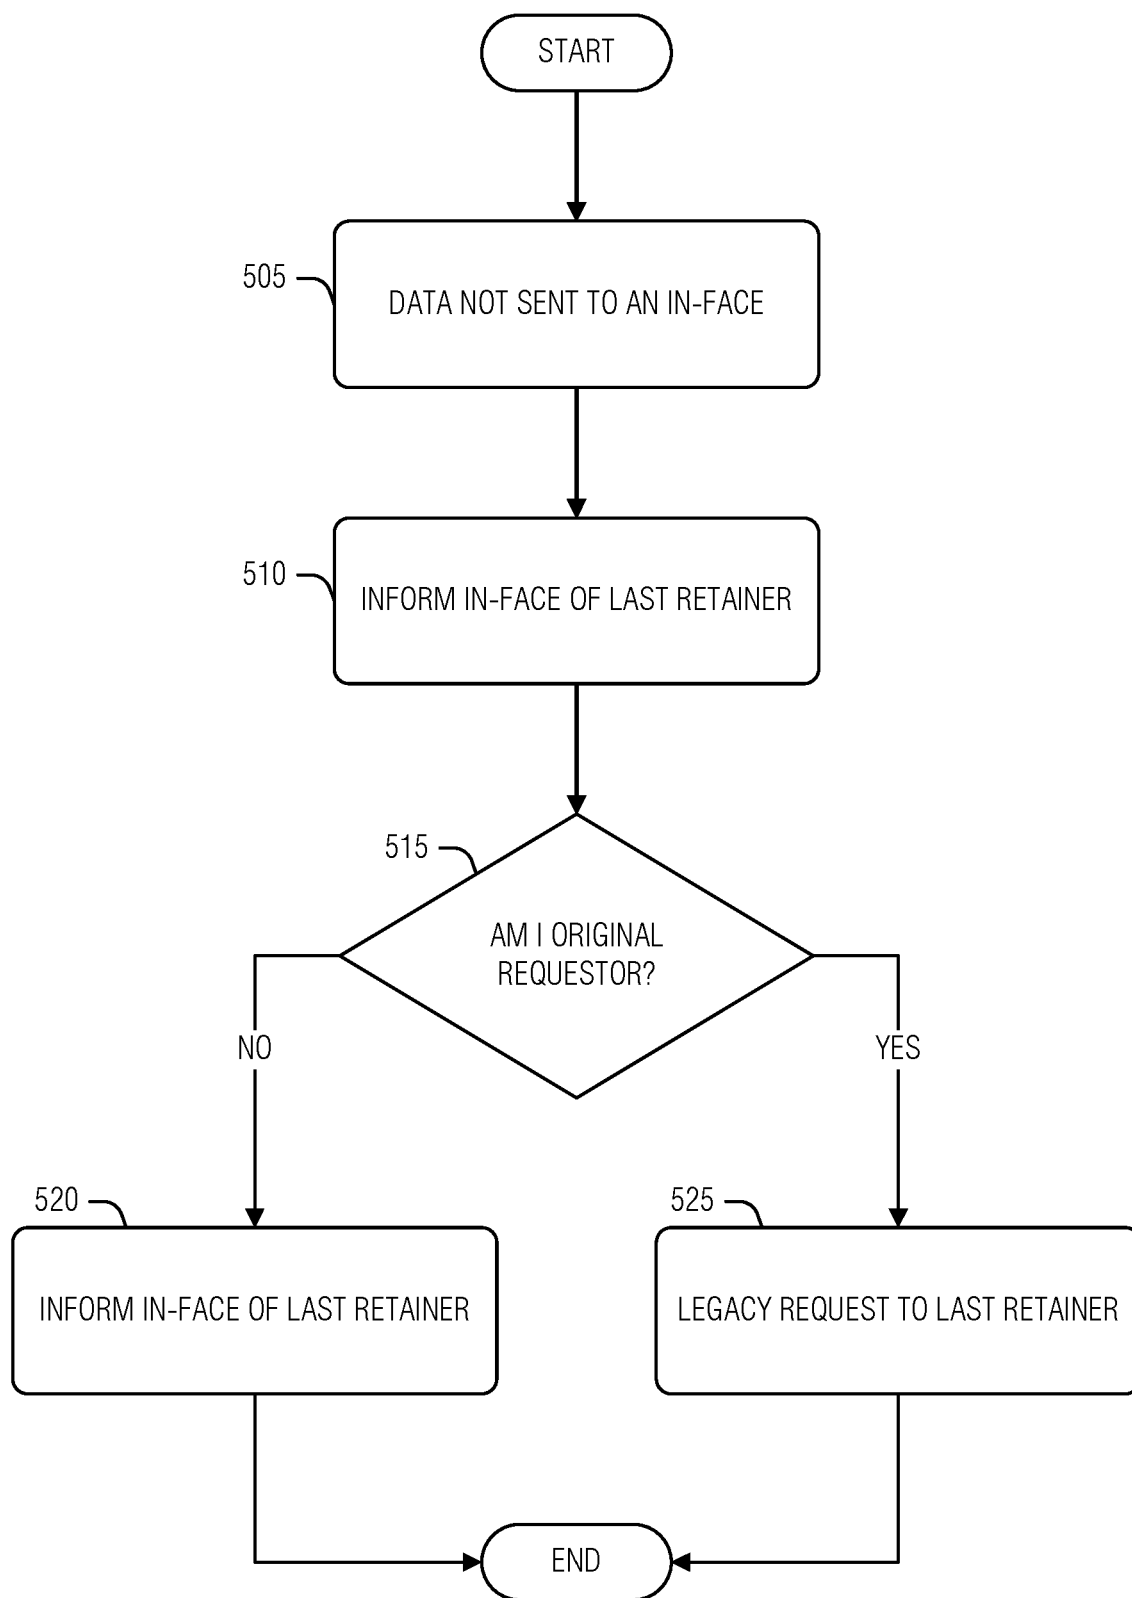 START
505
DATA NOT SENT TO AN IN-FACE
510
INFORM IN-FACE OF LAST RETAINER
515
AM I ORIGINAL
REQUESTOR?
NO
YES
520
525
INFORM IN-FACE OF LAST RETAINER
LEGACY REQUEST TO LAST RETAINER
END